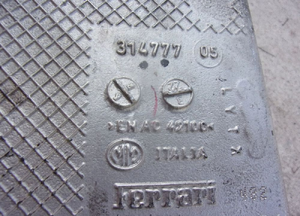 314777 05
>EN AC 42100<
ITALIA
Ferrari